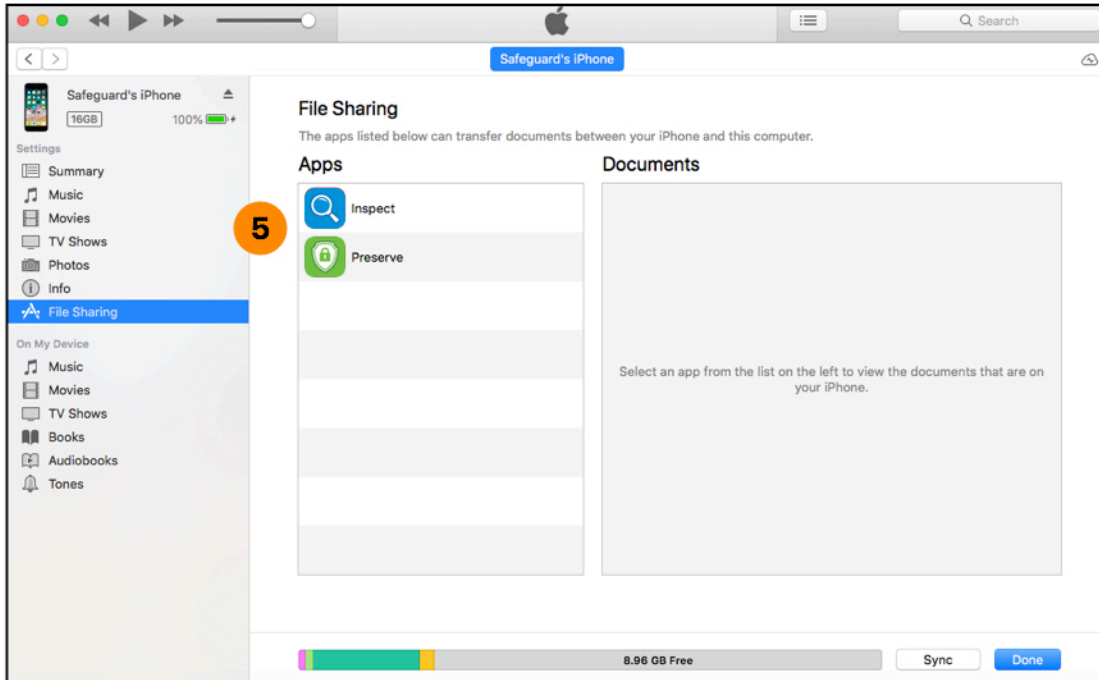 Search
Safeguard's iPhone
Safeguard's iPhone
16GB
100%
Settings
Summary
Music
Movies
TV Shows
Photos
Info
File Sharing
On My Device
Music
Movies
TV Shows
Books
Audiobooks
Tones
File Sharing
The apps listed below can transfer documents between your iPhone and this computer.
Apps
5
Inspect
Preserve
Documents
Select an app from the list on the left to view the documents that are on
your iPhone.
8.96 GB Free
Sync
Done